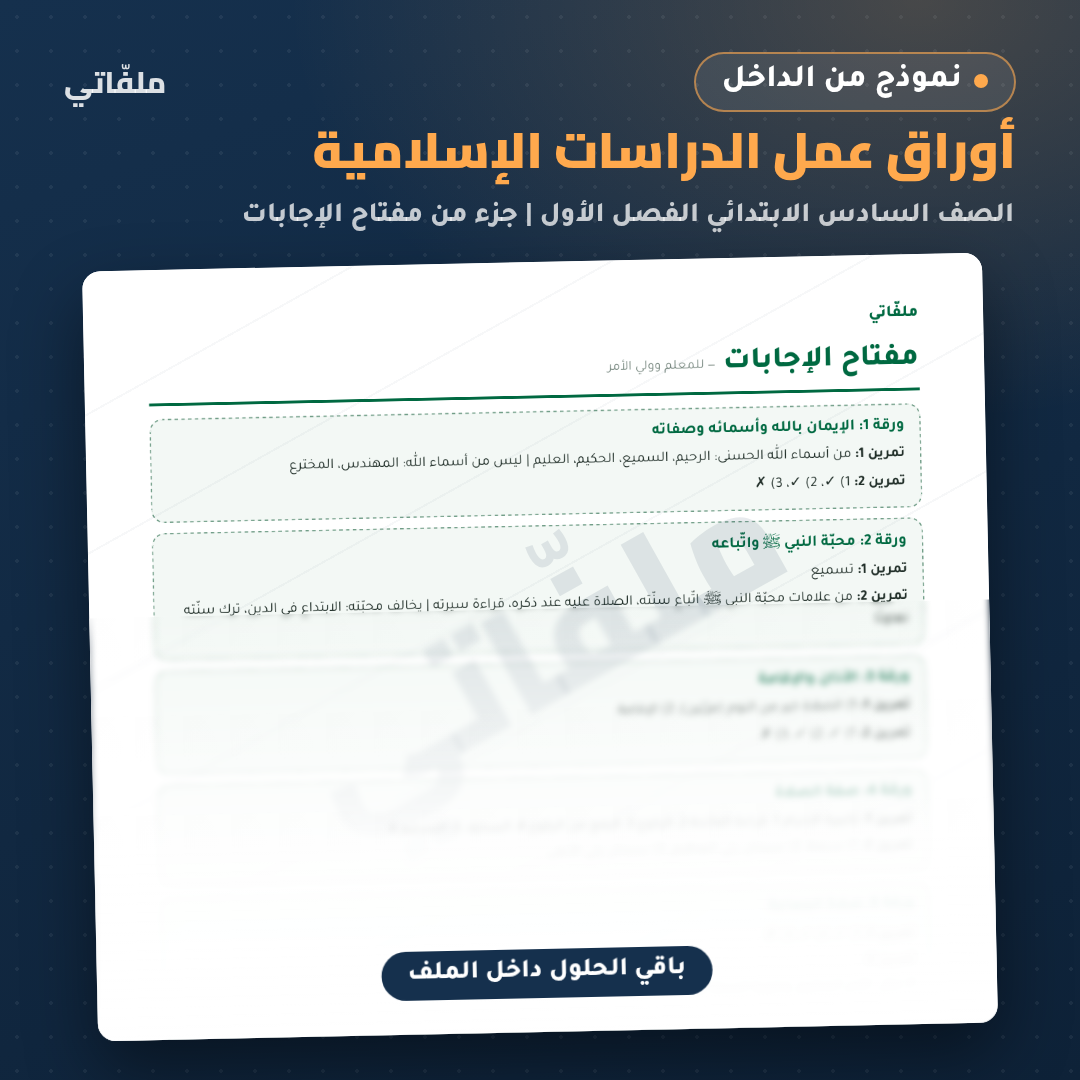 ملفّاتي
نموذج من الداخل
أوراق عمل الدراسات الإسلامية
الصف السادس الابتدائي الفصل الأول | جزء من مفتاح الإجابات
ملفّاتي
مفتاح الإجابات – للمعلم وولي الأمر
ورقة 1: الإيمان بالله وأسمائه وصفاته
تمرين 1: من أسماء الله الحسنى: الرحيم، السميع، الحكيم، العليم | ليس من أسماء الله: المهندس، المخترع
تمرين 2: 1) ✓، 2) ✓، 3) ✗
ورقة 2: محبّة النبي ﷺ واتّباعه
تمرين 1: تسميع
تمرين 2: من علامات محبّة النبي ﷺ اتّباع سنّته، الصلاة عليه عند ذكره، قراءة سيرته | يخالف محبّته: الابتداع في الدين، ترك سنّته
ملفّاتي
باقي الحلول داخل الملف